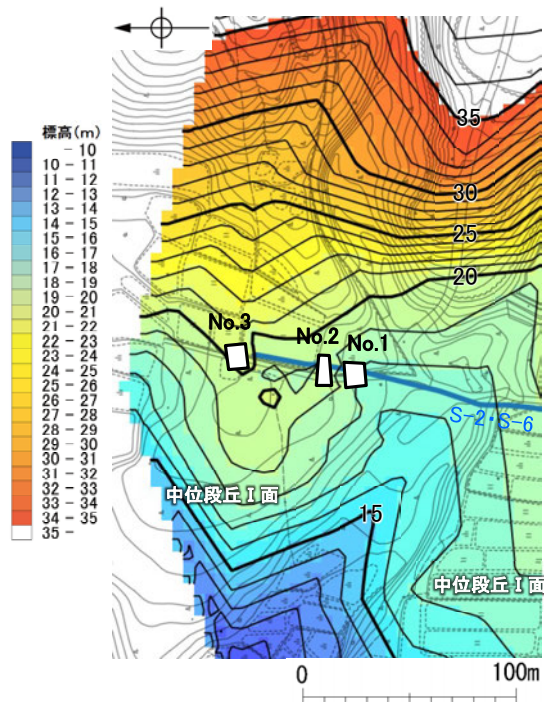 標高(m)
- 10
10 - 11
11 - 12
12 - 13
13 - 14
14 - 15
15 - 16
16 - 17
17 - 18
18 - 19
19 - 20
20 - 21
21 - 22
22 - 23
23 - 24
24 - 25
25 - 26
26 - 27
27 - 28
28 - 29
29 - 30
30 - 31
31 - 32
32 - 33
33 - 34
34 - 35
35 -
35
30
25
20
No.3
No.2
No.1
S-2・S-6
中位段丘Ⅰ面
15
中位段丘Ⅰ面
0
100m